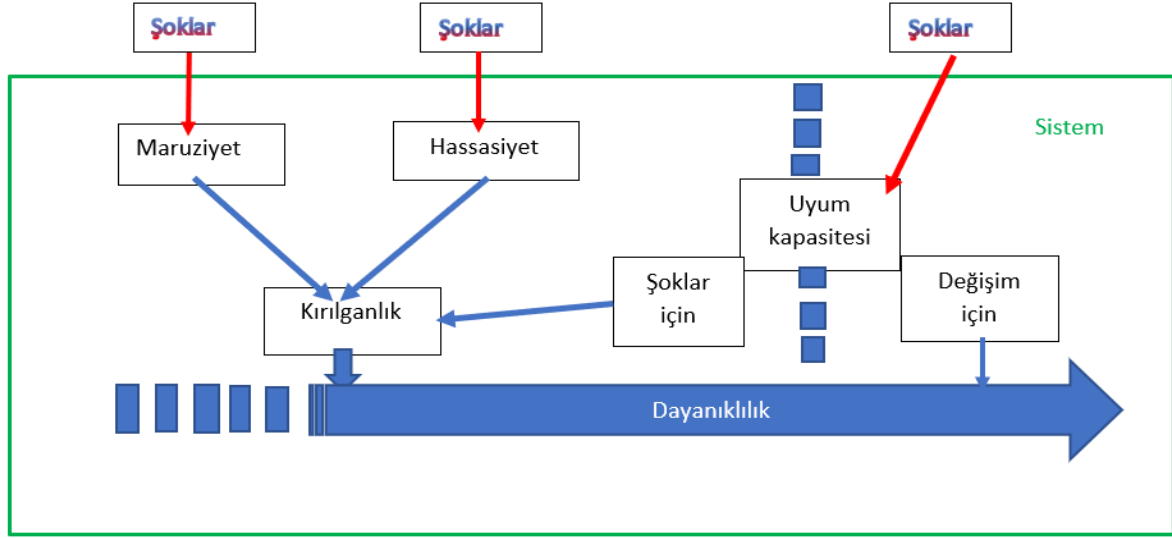 Şoklar
Şoklar
Şoklar
Sistem
Maruziyet
Hassasiyet
Uyum
kapasitesi
Şoklar
için
Değişim
için
Kırılganlık
Dayanıklılık